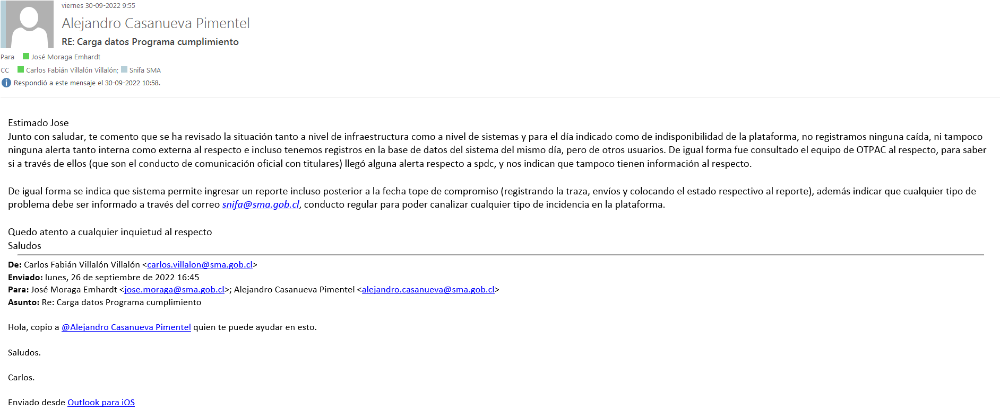 viernes 30-09-2022 9:55
Alejandro Casanueva Pimentel
RE: Carga datos Programa cumplimiento
Para José Moraga Emhardt
CC Carlos Fabián Villalón Villalón; Snifa SMA
Respondió a este mensaje el 30-09-2022 10:58.
Estimado Jose
Junto con saludar, te comento que se ha revisado la situación tanto a nivel de infraestructura como a nivel de sistemas y para el día indicado como de indisponibilidad de la plataforma, no registramos ninguna caída, ni tampoco
ninguna alerta tanto interna como externa al respecto e incluso tenemos registros en la base de datos del sistema del mismo día, pero de otros usuarios. De igual forma fue consultado el equipo de OTPAC al respecto, para saber
si a través de ellos (que son el conducto de comunicación oficial con titulares) llegó alguna alerta respecto a spdc, y nos indican que tampoco tienen información al respecto.
De igual forma se indica que sistema permite ingresar un reporte incluso posterior a la fecha tope de compromiso (registrando la traza, envíos y colocando el estado respectivo al reporte), además indicar que cualquier tipo de
problema debe ser informado a través del correo snifa@sma.gob.cl, conducto regular para poder canalizar cualquier tipo de incidencia en la plataforma.
Quedo atento a cualquier inquietud al respecto
Saludos
De: Carlos Fabián Villalón Villalón <carlos.villalon@sma.gob.cl>
Enviado: lunes, 26 de septiembre de 2022 16:45
Para: José Moraga Emhardt <jose.moraga@sma.gob.cl>; Alejandro Casanueva Pimentel <alejandro.casanueva@sma.gob.cl>
Asunto: Re: Carga datos Programa cumplimiento
Hola, copio a @Alejandro Casanueva Pimentel quien te puede ayudar en esto.
Saludos.
Carlos.
Enviado desde Outlook para iOS